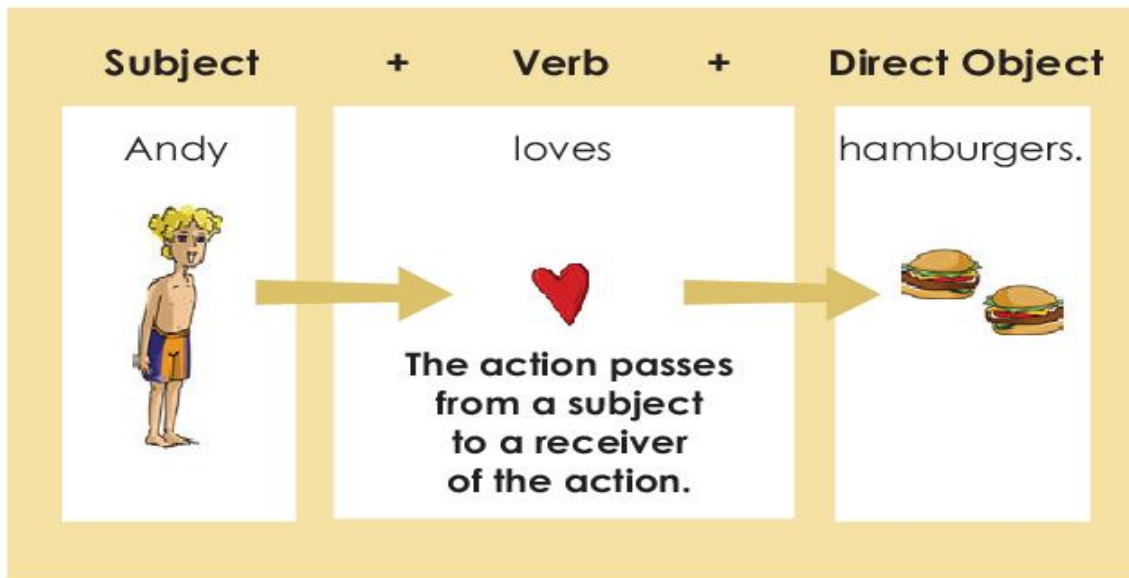 Subject + Verb + Direct Object
Andy loves hamburgers.
The action passes
from a subject
to a receiver
of the action.